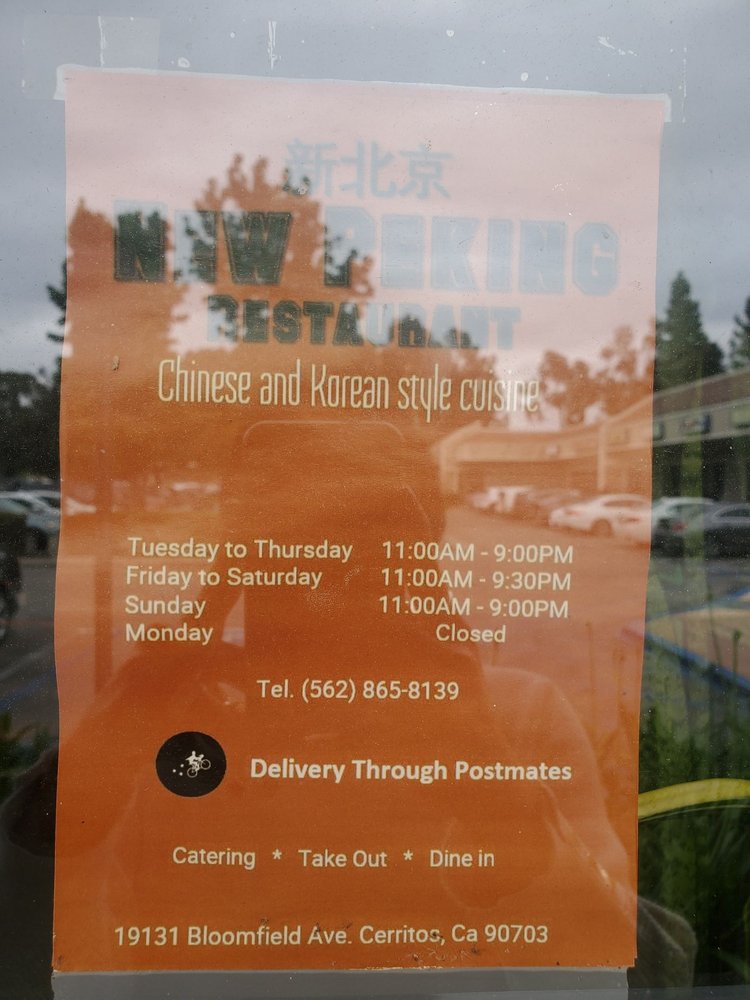 新北京
NEW PEKING
RESTAURANT
Chinese and Korean style cuisine
Tuesday to Thursday 11:00AM - 9:00PM
Friday to Saturday 11:00AM - 9:30PM
Sunday 11:00AM - 9:00PM
Monday Closed
Tel. (562) 865-8139
Delivery Through Postmates
Catering * Take Out * Dine in
19131 Bloomfield Ave. Cerritos, Ca 90703